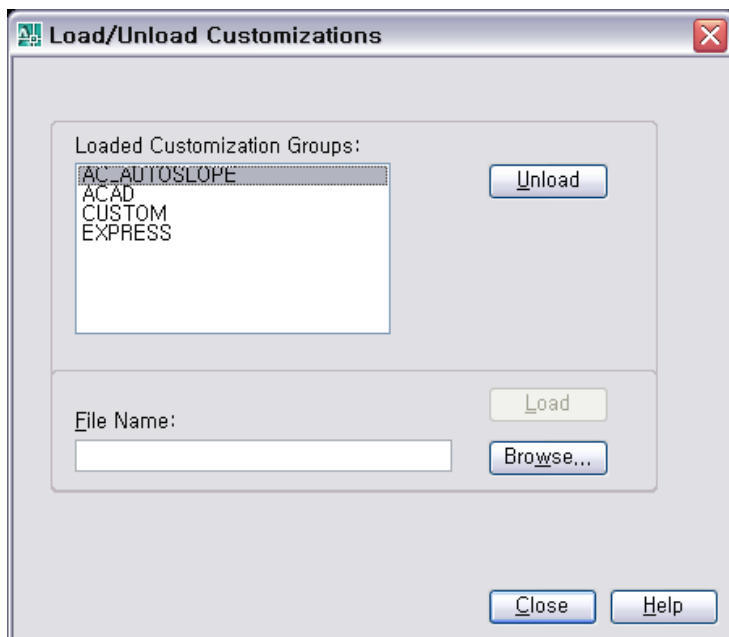 Load/Unload Customizations
Loaded Customization Groups:
AC_AUTOSLOPE
ACAD
CUSTOM
EXPRESS
Unload
Load
File Name:
Browse...
Close
Help